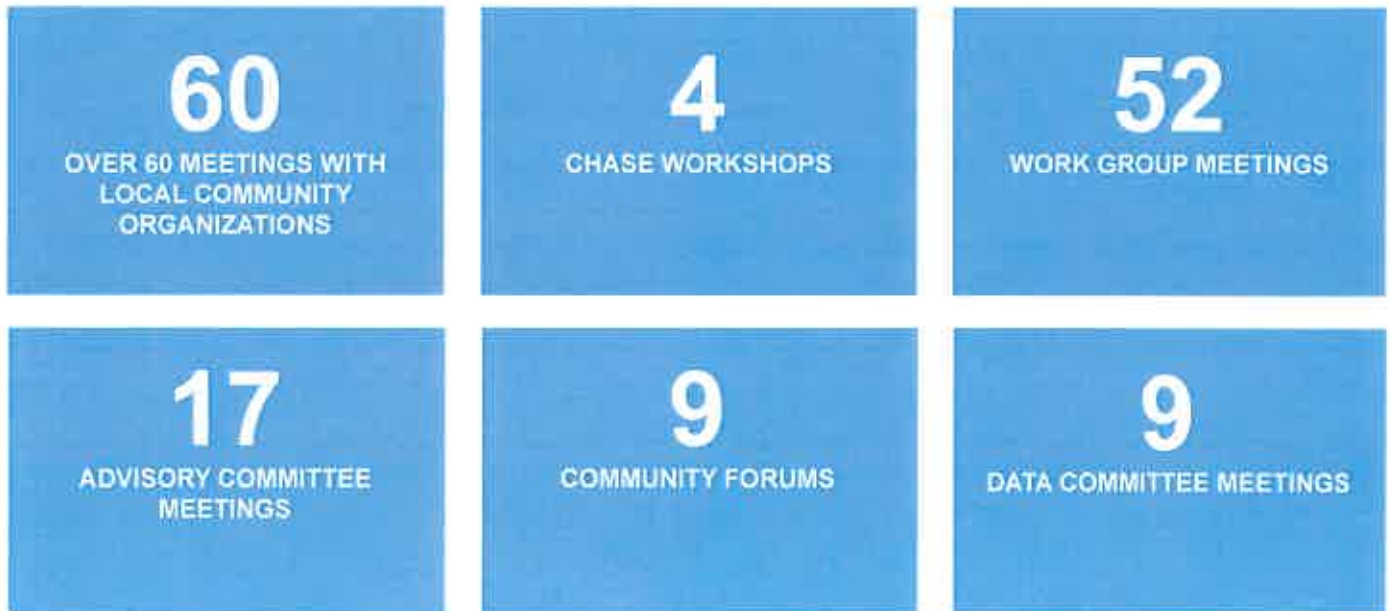 60
OVER 60 MEETINGS WITH
LOCAL COMMUNITY
ORGANIZATIONS
4
CHASE WORKSHOPS
52
WORK GROUP MEETINGS
17
ADVISORY COMMITTEE
MEETINGS
9
COMMUNITY FORUMS
9
DATA COMMITTEE MEETINGS